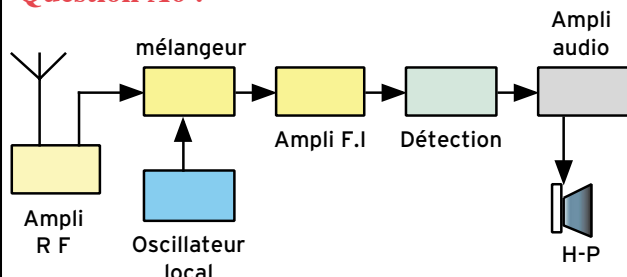 Ampli
audio
mélangeur
Ampli F.I
Détection
Ampli
R F
Oscillateur
local
H-P